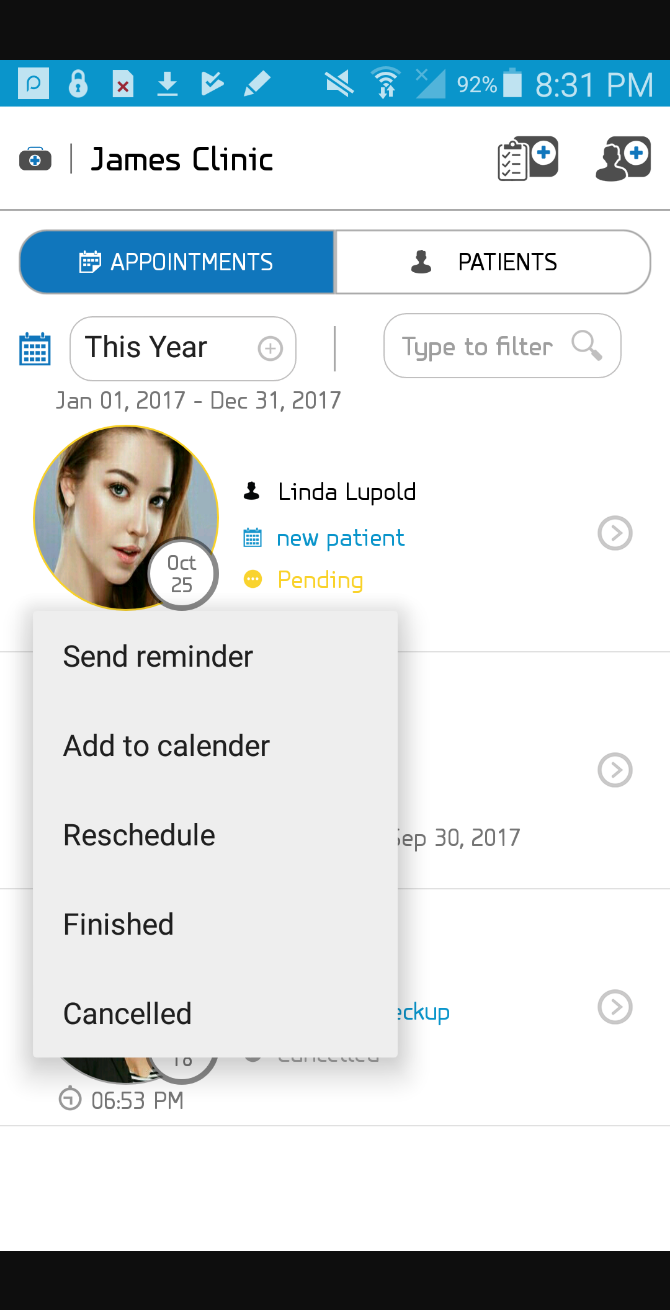 92% 8:31 PM
James Clinic
APPOINTMENTS PATIENTS
This Year Type to filter
Jan 01, 2017 - Dec 31, 2017
Linda Lupold
Oct
25
new patient
Pending
Send reminder
Add to calender
Reschedule
Sep 30, 2017
Finished
Cancelled
eckup
18
Cancelled
06:53 PM